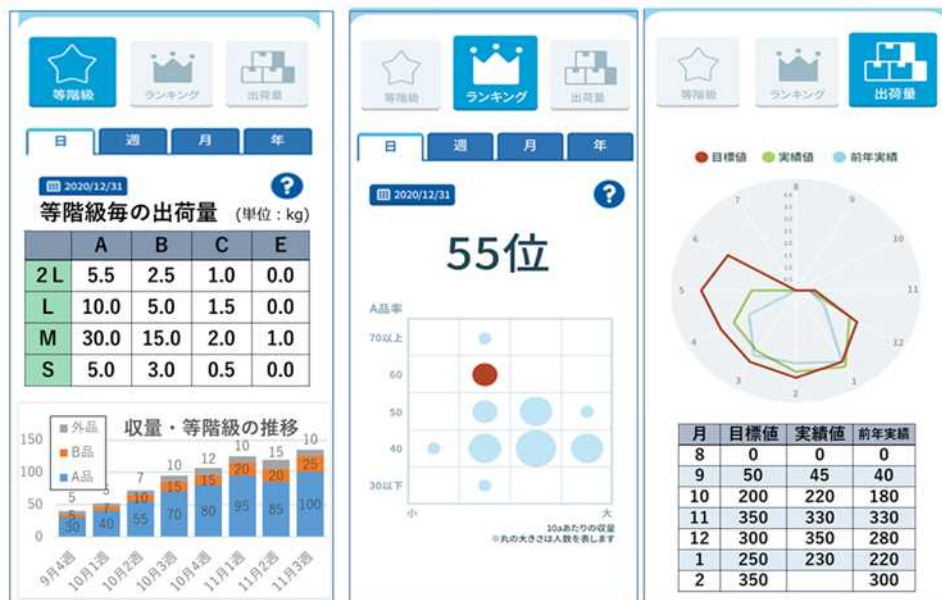 等階級
ランキング
出荷量
日 週 月 年
2020/12/31
?
等階級毎の出荷量 (単位:kg)
A B C E
2L 5.5 2.5 1.0 0.0
L 10.0 5.0 1.5 0.0
M 30.0 15.0 2.0 1.0
S 5.0 3.0 0.5 0.0
収量・等階級の推移
外品
B品
A品
150
100
50
0
5 5 7 10 12 10 15 10
5 7 10 15 15 20 20 25
30 40 55 70 80 95 85 100
9月4週 10月1週 10月2週 10月3週 10月4週 11月1週 11月2週 11月3週
等階級
ランキング
出荷量
日 週 月 年
2020/12/31
?
55位
A品率
70以上
60
50
40
30以下
小 大
10aあたりの収量
※丸の大きさは人数を表します
等階級
ランキング
出荷量
目標値 実績値 前年実績
8
9
10
11
12
1
2
3
4
5
6
7
月 目標値 実績値 前年実績
8 0 0 0
9 50 45 40
10 200 220 180
11 350 330 330
12 300 350 280
1 250 230 220
2 350 300